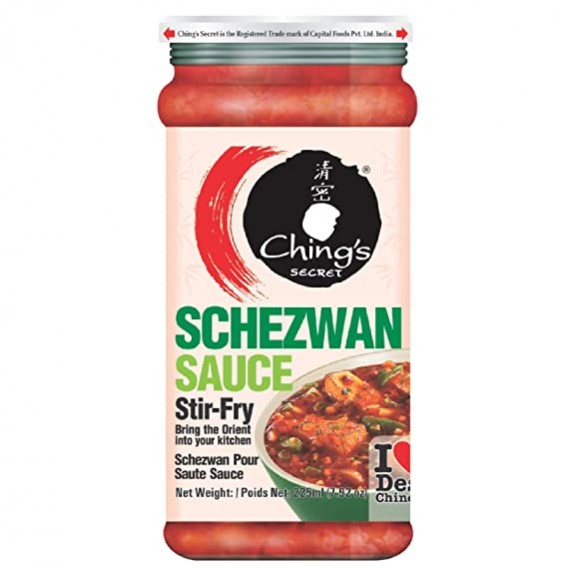 Ching's Secret is the Registered Trade mark of Capital Foods Pvt. Ltd. India.
清
密
®
Ching's
SECRET
SCHEZWAN
SAUCE
Stir-Fry
Bring the Orient
into your kitchen
Schezwan Pour
Saute Sauce
Net Weight: / Poids Net: 225ml (7.92 oz)
I
Des
Chine